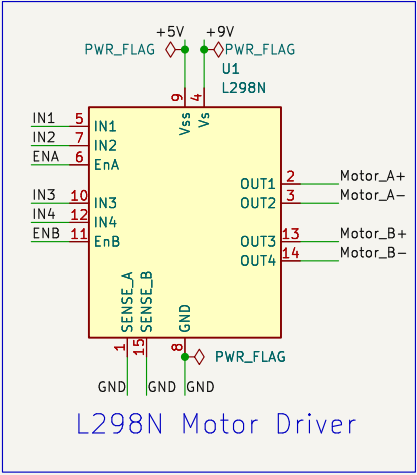 +5V +9V
PWR_FLAG PWR_FLAG
U1
L298N
9 4
Vss Vs
IN1 5 IN1
IN2 7 IN2
ENA 6 EnA
OUT1 2 Motor_A+
OUT2 3 Motor_A-
IN3 10 IN3
IN4 12 IN4
ENB 11 EnB
OUT3 13 Motor_B+
OUT4 14 Motor_B-
SENSE_A SENSE_B GND
1 15 8
PWR_FLAG
GND GND GND
L298N Motor Driver